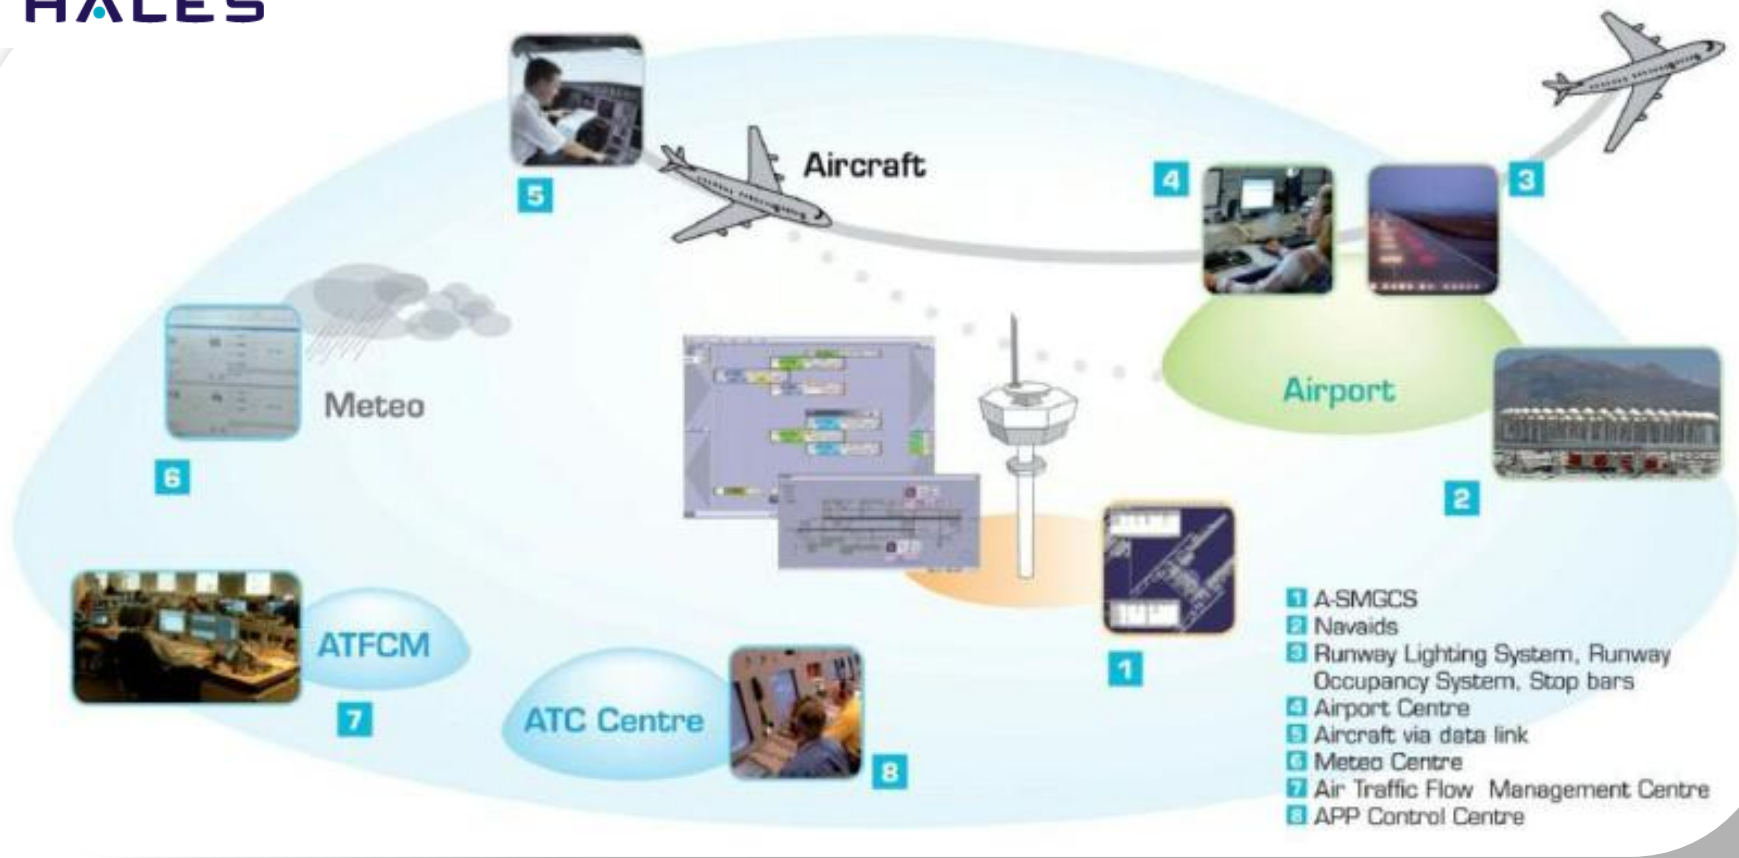 HALES
5
Aircraft
4
3
Meteo
Airport
6
2
ATFCM
1
7
ATC Centre
8
1 A-SMGCS
2 Navaids
3 Runway Lighting System, Runway
Occupancy System, Stop bars
4 Airport Centre
5 Aircraft via data link
6 Meteo Centre
7 Air Traffic Flow Management Centre
8 APP Control Centre